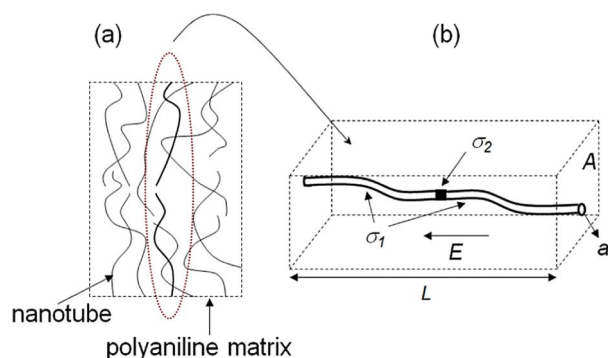 (a)
(b)
σ2
A
σ1
E
a
L
nanotube
polyaniline matrix